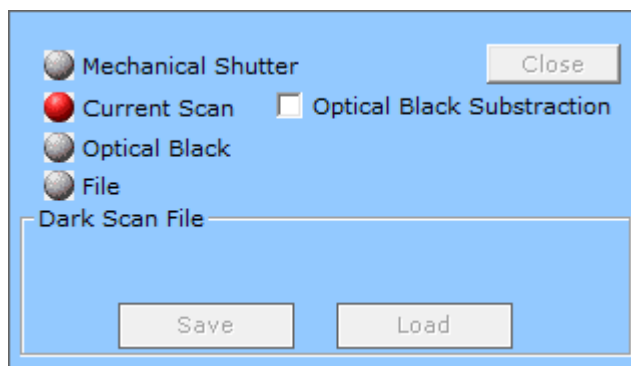 Mechanical Shutter
Close
Current Scan
Optical Black Substraction
Optical Black
File
Dark Scan File
Save
Load